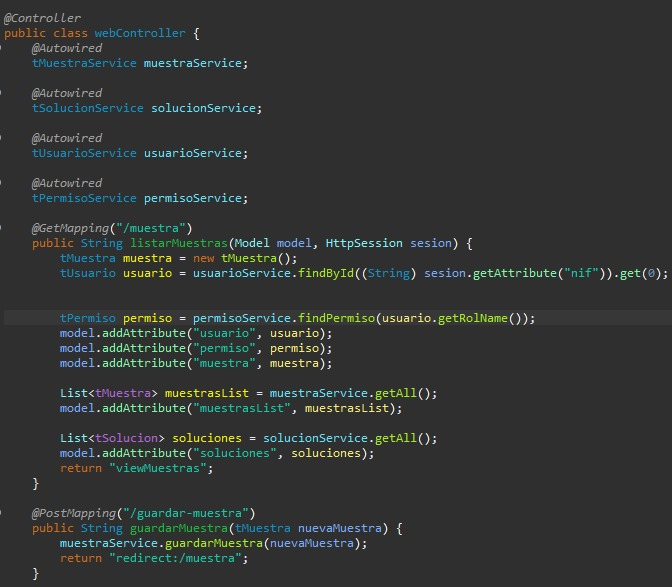 @Controller
public class webController {
@Autowired
tMuestraService muestraService;
@Autowired
tSolucionService solucionService;
@Autowired
tUsuarioService usuarioService;
@Autowired
tPermisoService permisoService;
@GetMapping("/muestra")
public String listarMuestras(Model model, HttpSession sesion) {
tMuestra muestra = new tMuestra();
tUsuario usuario = usuarioService.findById((String) sesion.getAttribute("nif")).get(0);
tPermiso permiso = permisoService.findPermiso(usuario.getRolName());
model.addAttribute("usuario", usuario);
model.addAttribute("permiso", permiso);
model.addAttribute("muestra", muestra);
List<tMuestra> muestrasList = muestraService.getAll();
model.addAttribute("muestrasList", muestrasList);
List<tSolucion> soluciones = solucionService.getAll();
model.addAttribute("soluciones", soluciones);
return "viewMuestras";
}
@PostMapping("/guardar-muestra")
public String guardarMuestra(tMuestra nuevaMuestra) {
muestraService.guardarMuestra(nuevaMuestra);
return "redirect:/muestra";
}